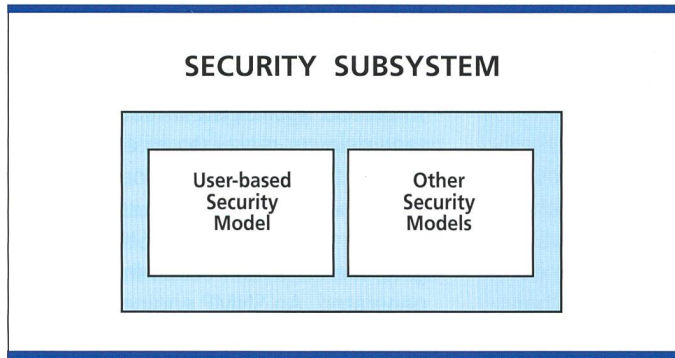 SECURITY SUBSYSTEM
User-based
Security
Model
Other
Security
Models